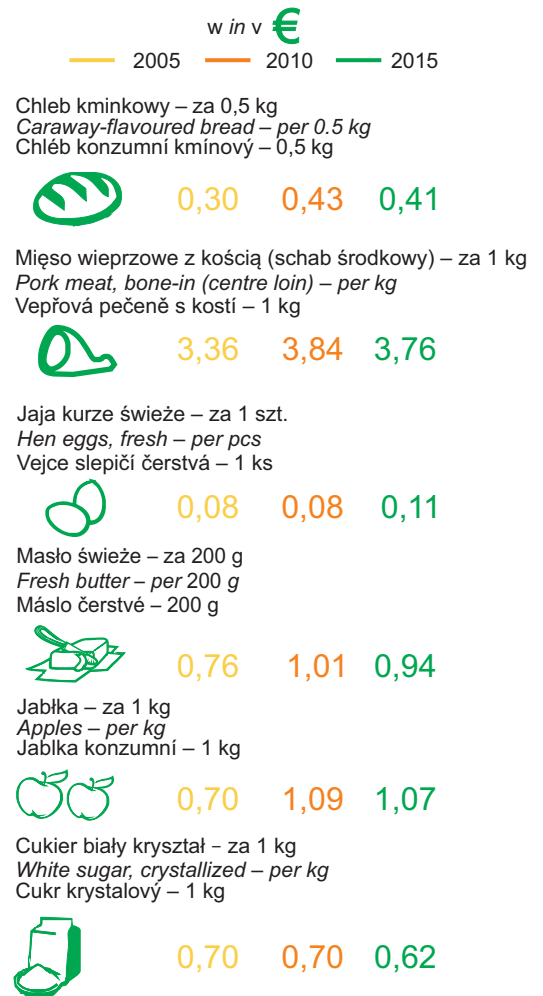 w in v €
2005 2010 2015
Chleb kminkowy – za 0,5 kg
Caraway-flavoured bread – per 0.5 kg
Chléb konzumní kmínový – 0,5 kg
0,30 0,43 0,41
Mięso wieprzowe z kością (schab środkowy) – za 1 kg
Pork meat, bone-in (centre loin) – per kg
Vepřová pečeně s kostí – 1 kg
3,36 3,84 3,76
Jaja kurze świeże – za 1 szt.
Hen eggs, fresh – per pcs
Vejce slepičí čerstvá – 1 ks
0,08 0,08 0,11
Masło świeże – za 200 g
Fresh butter – per 200 g
Máslo čerstvé – 200 g
0,76 1,01 0,94
Jabłka – za 1 kg
Apples – per kg
Jablka konzumní – 1 kg
0,70 1,09 1,07
Cukier biały kryształ – za 1 kg
White sugar, crystallized – per kg
Cukr krystalový – 1 kg
0,70 0,70 0,62